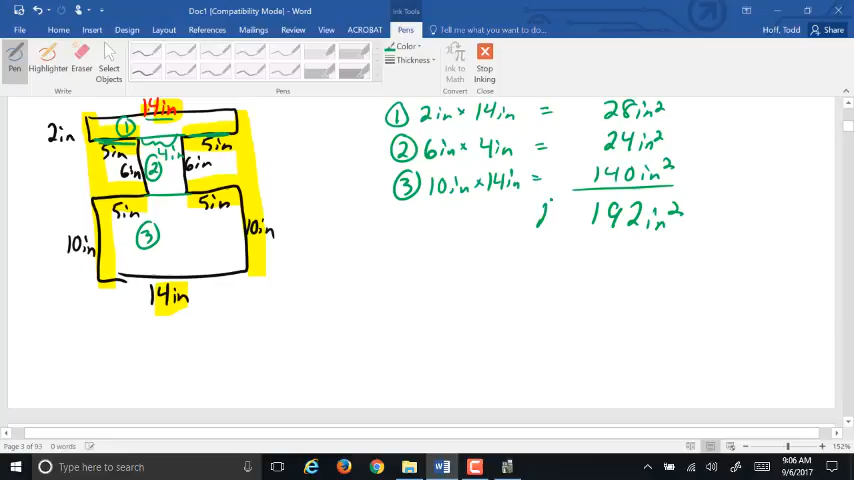 Doc1 [Compatibility Mode] - Word
Hoff, Todd
File Home Insert Draw Design Layout References Mailings Review View ACROBAT Pens Tell me what you want to do... Share
Pen Highlighter Eraser Select Objects
Color
Thickness
Ink to Math
Stop Inking
Write Pens Convert Close
Ink Tools
14in
2in 1
5in 4in 5in
6in 2 6in
5in 5in
10in 3 10in
14in
1 2in × 14in = 28in²
2 6in × 4in = 24in²
3 10in × 14in = 140in²
192in²
Page 3 of 93 0 words
152%
Type here to search
9:06 AM
9/6/2017